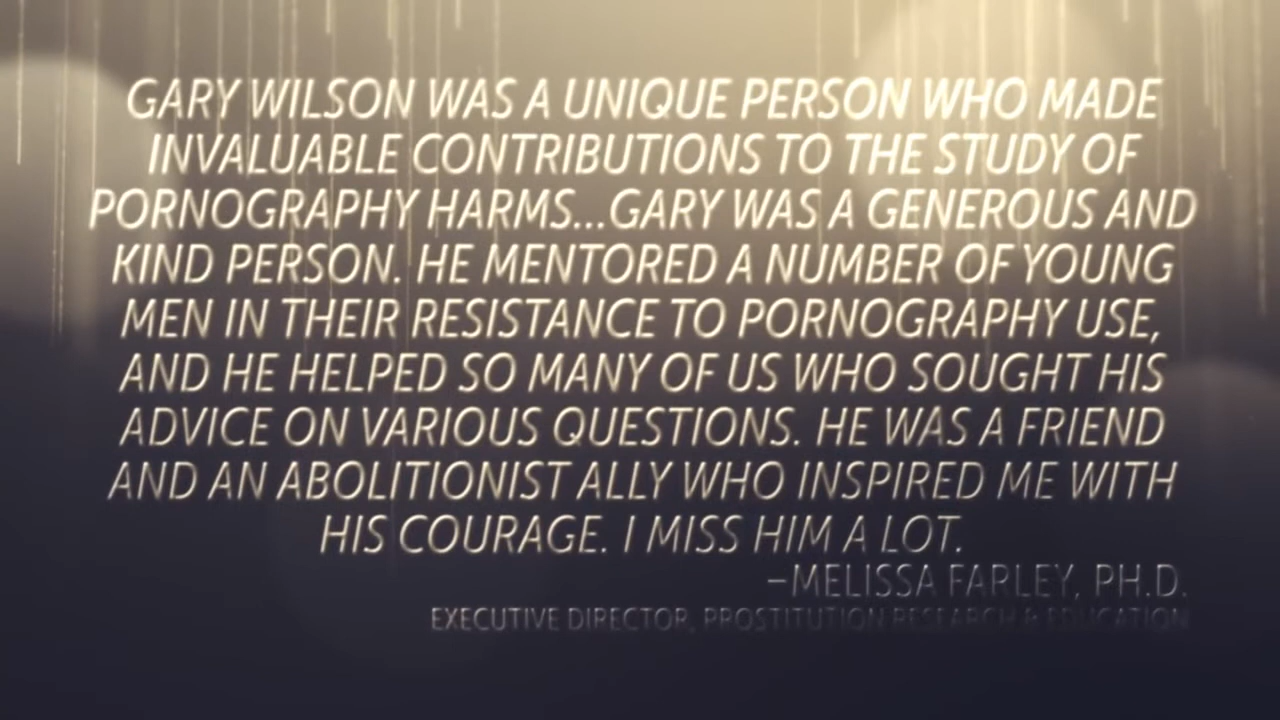 GARY WILSON WAS A UNIQUE PERSON WHO MADE
INVALUABLE CONTRIBUTIONS TO THE STUDY OF
PORNOGRAPHY HARMS...GARY WAS A GENEROUS AND
KIND PERSON. HE MENTORED A NUMBER OF YOUNG
MEN IN THEIR RESISTANCE TO PORNOGRAPHY USE,
AND HE HELPED SO MANY OF US WHO SOUGHT HIS
ADVICE ON VARIOUS QUESTIONS. HE WAS A FRIEND
AND AN ABOLITIONIST ALLY WHO INSPIRED ME WITH
HIS COURAGE. I MISS HIM A LOT.
–MELISSA FARLEY, PH.D.
EXECUTIVE DIRECTOR, PROSTITUTION RESEARCH & EDUCATION